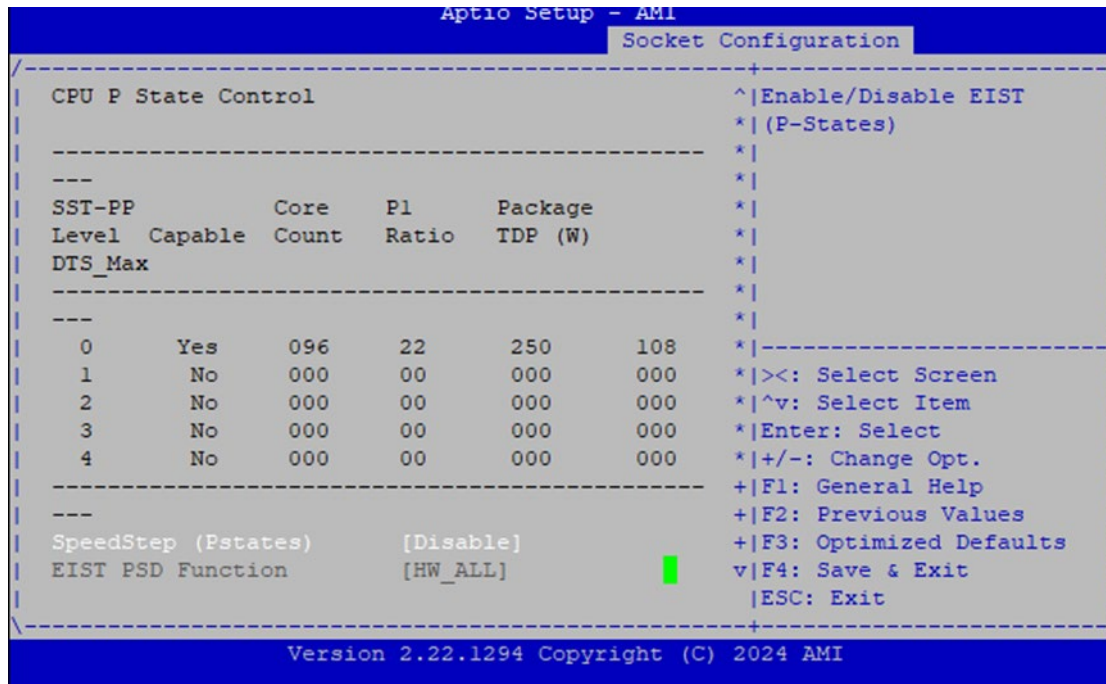 Aptio Setup - AMI
Socket Configuration
/------------------------------------------------------+--------------------------
| CPU P State Control ^|Enable/Disable EIST
| *|(P-States)
| ------------------------------------------------ *|
| --- *|
| SST-PP Core P1 Package *|
| Level Capable Count Ratio TDP (W) *|
| DTS_Max *|
| ------------------------------------------------ *|
| --- *|
| 0 Yes 096 22 250 108 *|--------------------------
| 1 No 000 00 000 000 *|><: Select Screen
| 2 No 000 00 000 000 *|^v: Select Item
| 3 No 000 00 000 000 *|Enter: Select
| 4 No 000 00 000 000 *|+/-: Change Opt.
| ------------------------------------------------ +|F1: General Help
| --- +|F2: Previous Values
| SpeedStep (Pstates) [Disable] +|F3: Optimized Defaults
| EIST PSD Function [HW_ALL] v|F4: Save & Exit
| |ESC: Exit
\------------------------------------------------------+--------------------------
Version 2.22.1294 Copyright (C) 2024 AMI